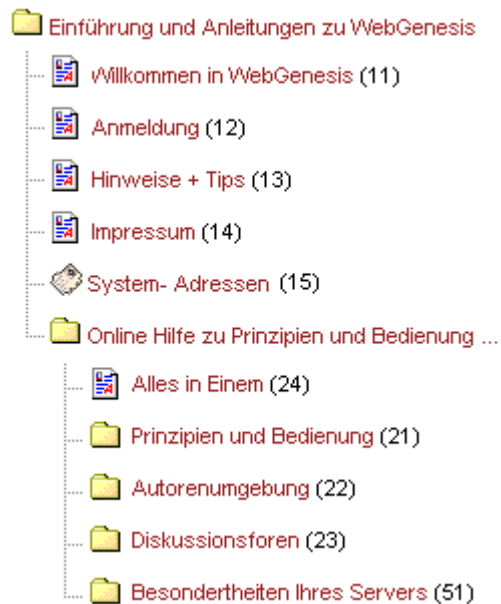 Einführung und Anleitungen zu WebGenesis
Willkommen in WebGenesis (11)
Anmeldung (12)
Hinweise + Tips (13)
Impressum (14)
System- Adressen (15)
Online Hilfe zu Prinzipien und Bedienung ...
Alles in Einem (24)
Prinzipien und Bedienung (21)
Autorenumgebung (22)
Diskussionsforen (23)
Besondertheiten Ihres Servers (51)